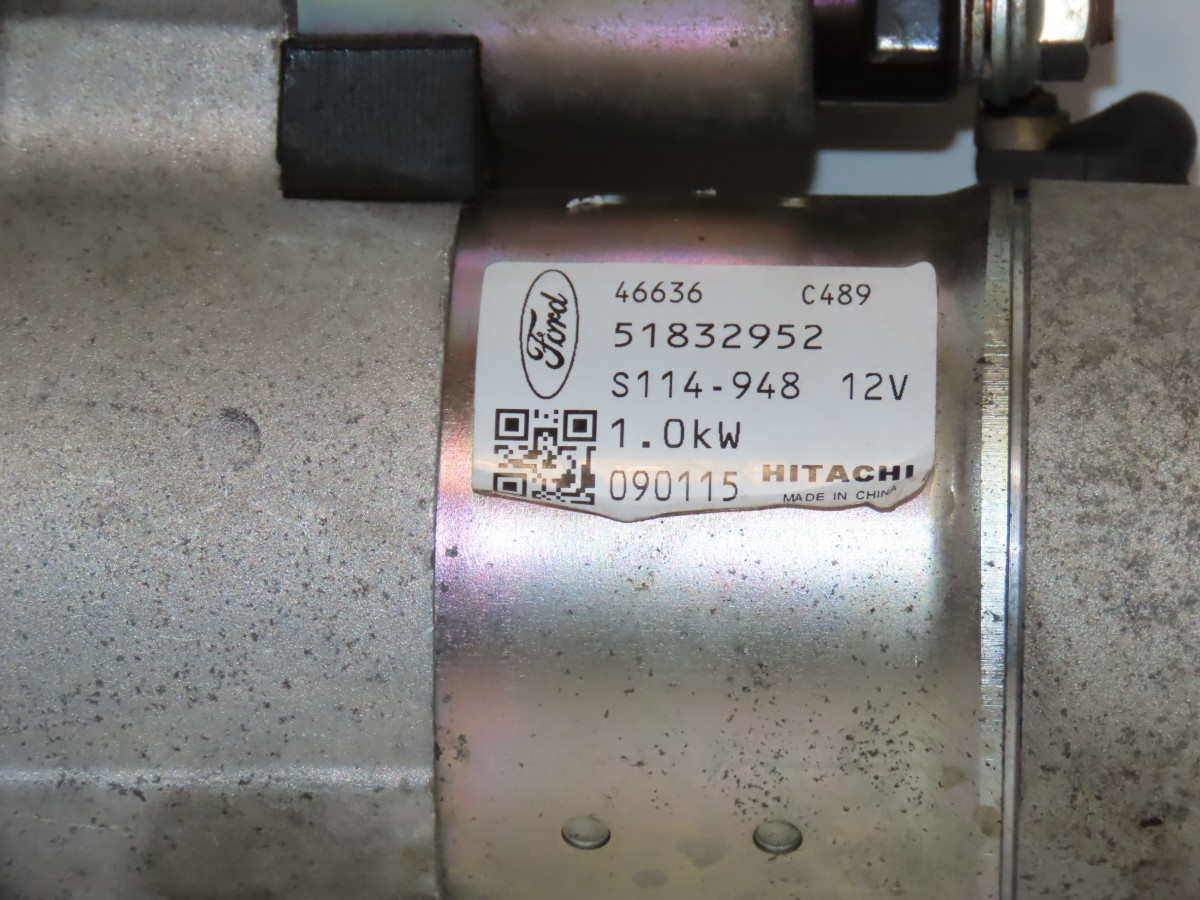 Ford
46636 C489
51832952
S114-948 12V
1.0kW
090115 HITACHI
MADE IN CHINA